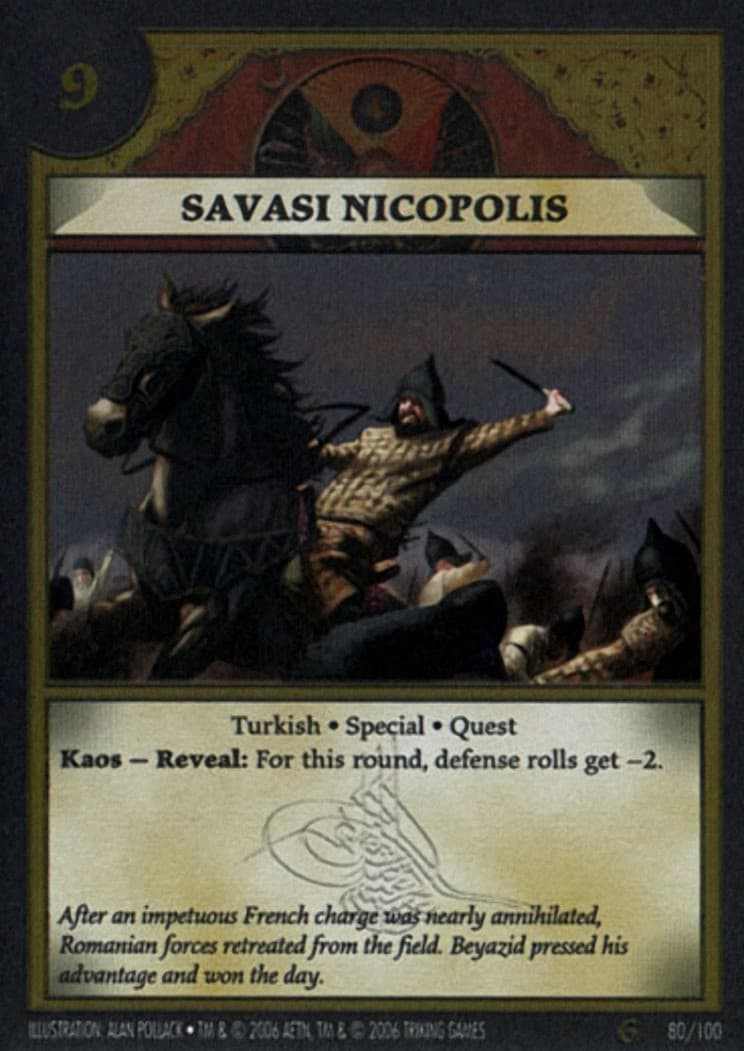 9
SAVASI NICOPOLIS
Turkish • Special • Quest
Kaos – Reveal: For this round, defense rolls get –2.
After an impetuous French charge was nearly annihilated,
Romanian forces retreated from the field. Beyazid pressed his
advantage and won the day.
ILLUSTRATION: ALAN POLLACK • TM & © 2006 AETN, TM & © 2006 TRIKING GAMES
G 80/100